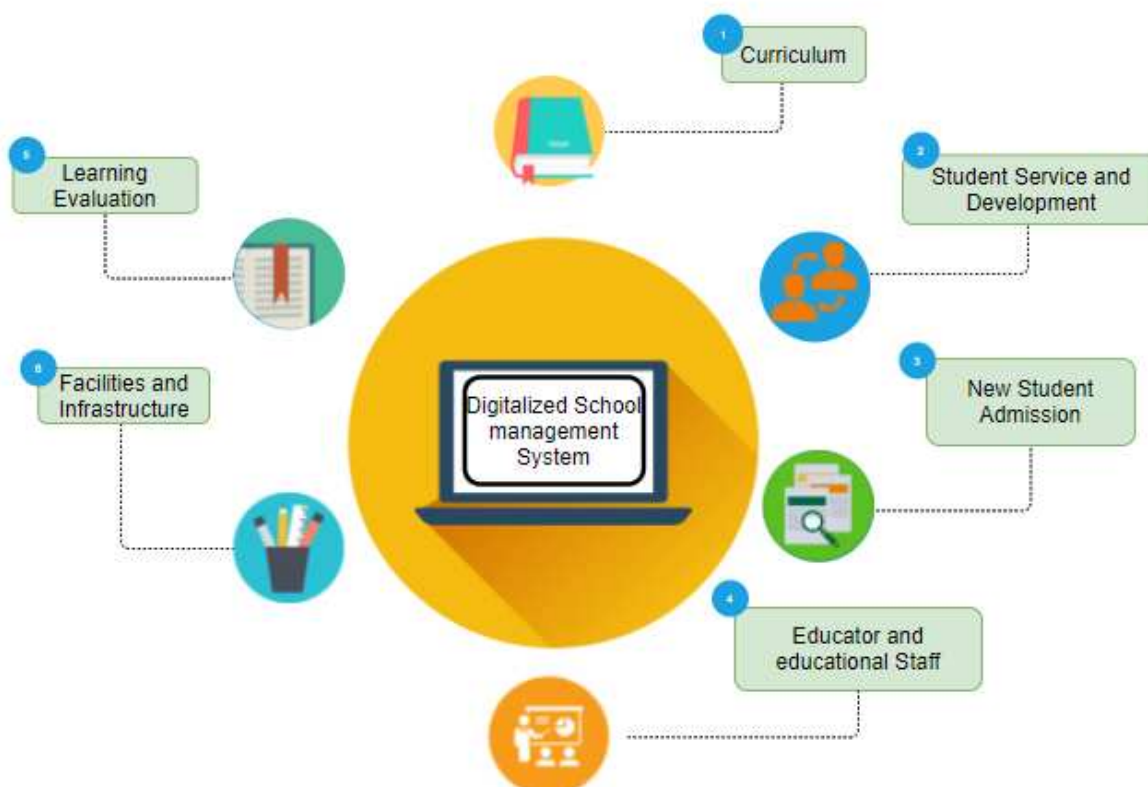 1
Curriculum
2
Student Service and
Development
3
New Student
Admission
4
Educator and
educational Staff
5
Learning
Evaluation
6
Facilities and
Infrastructure
Digitalized School
management
System